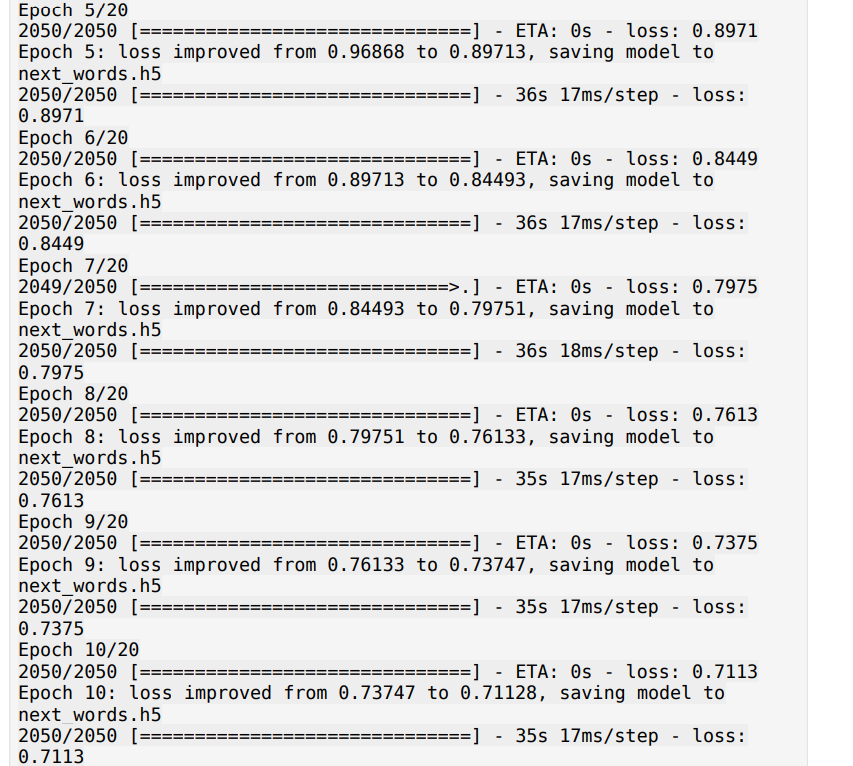 Epoch 5/20
2050/2050 [==============================] - ETA: 0s - loss: 0.8971
Epoch 5: loss improved from 0.96868 to 0.89713, saving model to
next_words.h5
2050/2050 [==============================] - 36s 17ms/step - loss:
0.8971
Epoch 6/20
2050/2050 [==============================] - ETA: 0s - loss: 0.8449
Epoch 6: loss improved from 0.89713 to 0.84493, saving model to
next_words.h5
2050/2050 [==============================] - 36s 17ms/step - loss:
0.8449
Epoch 7/20
2049/2050 [============================>.] - ETA: 0s - loss: 0.7975
Epoch 7: loss improved from 0.84493 to 0.79751, saving model to
next_words.h5
2050/2050 [==============================] - 36s 18ms/step - loss:
0.7975
Epoch 8/20
2050/2050 [==============================] - ETA: 0s - loss: 0.7613
Epoch 8: loss improved from 0.79751 to 0.76133, saving model to
next_words.h5
2050/2050 [==============================] - 35s 17ms/step - loss:
0.7613
Epoch 9/20
2050/2050 [==============================] - ETA: 0s - loss: 0.7375
Epoch 9: loss improved from 0.76133 to 0.73747, saving model to
next_words.h5
2050/2050 [==============================] - 35s 17ms/step - loss:
0.7375
Epoch 10/20
2050/2050 [==============================] - ETA: 0s - loss: 0.7113
Epoch 10: loss improved from 0.73747 to 0.71128, saving model to
next_words.h5
2050/2050 [==============================] - 35s 17ms/step - loss:
0.7113